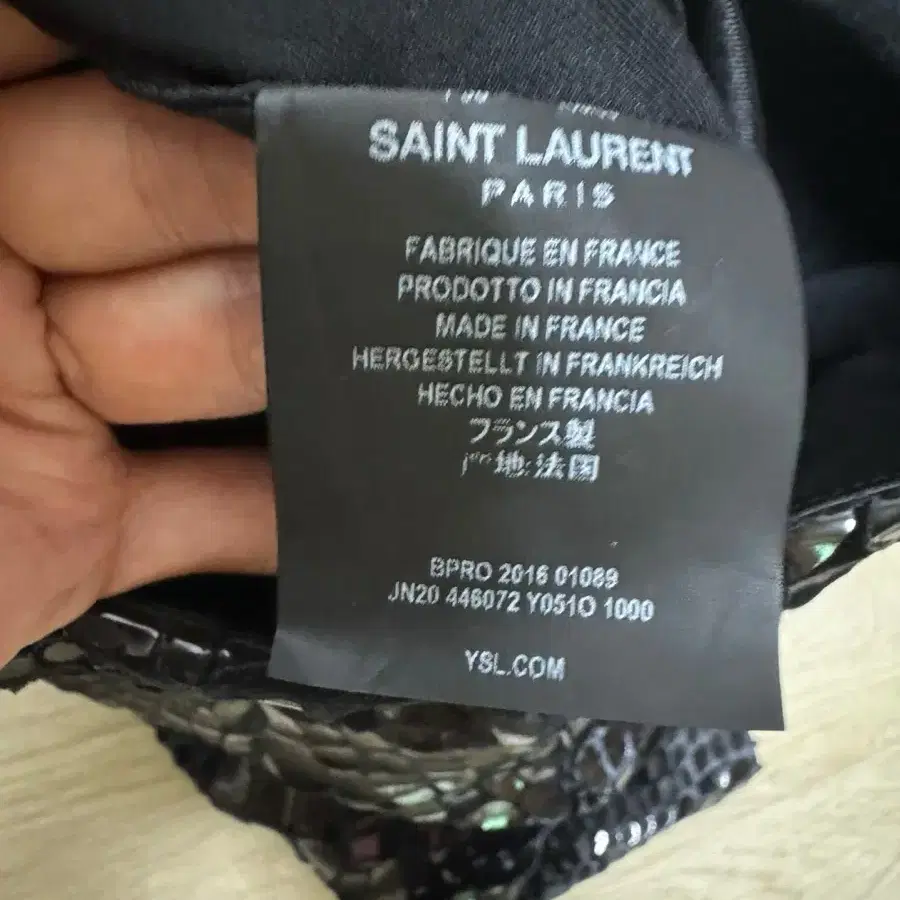 SAINT LAURENT
PARIS
FABRIQUE EN FRANCE
PRODOTTO IN FRANCIA
MADE IN FRANCE
HERGESTELLT IN FRANKREICH
HECHO EN FRANCIA
フランス製
产地:法国
BPRO 2016 01089
JN20 446072 Y051O 1000
YSL.COM